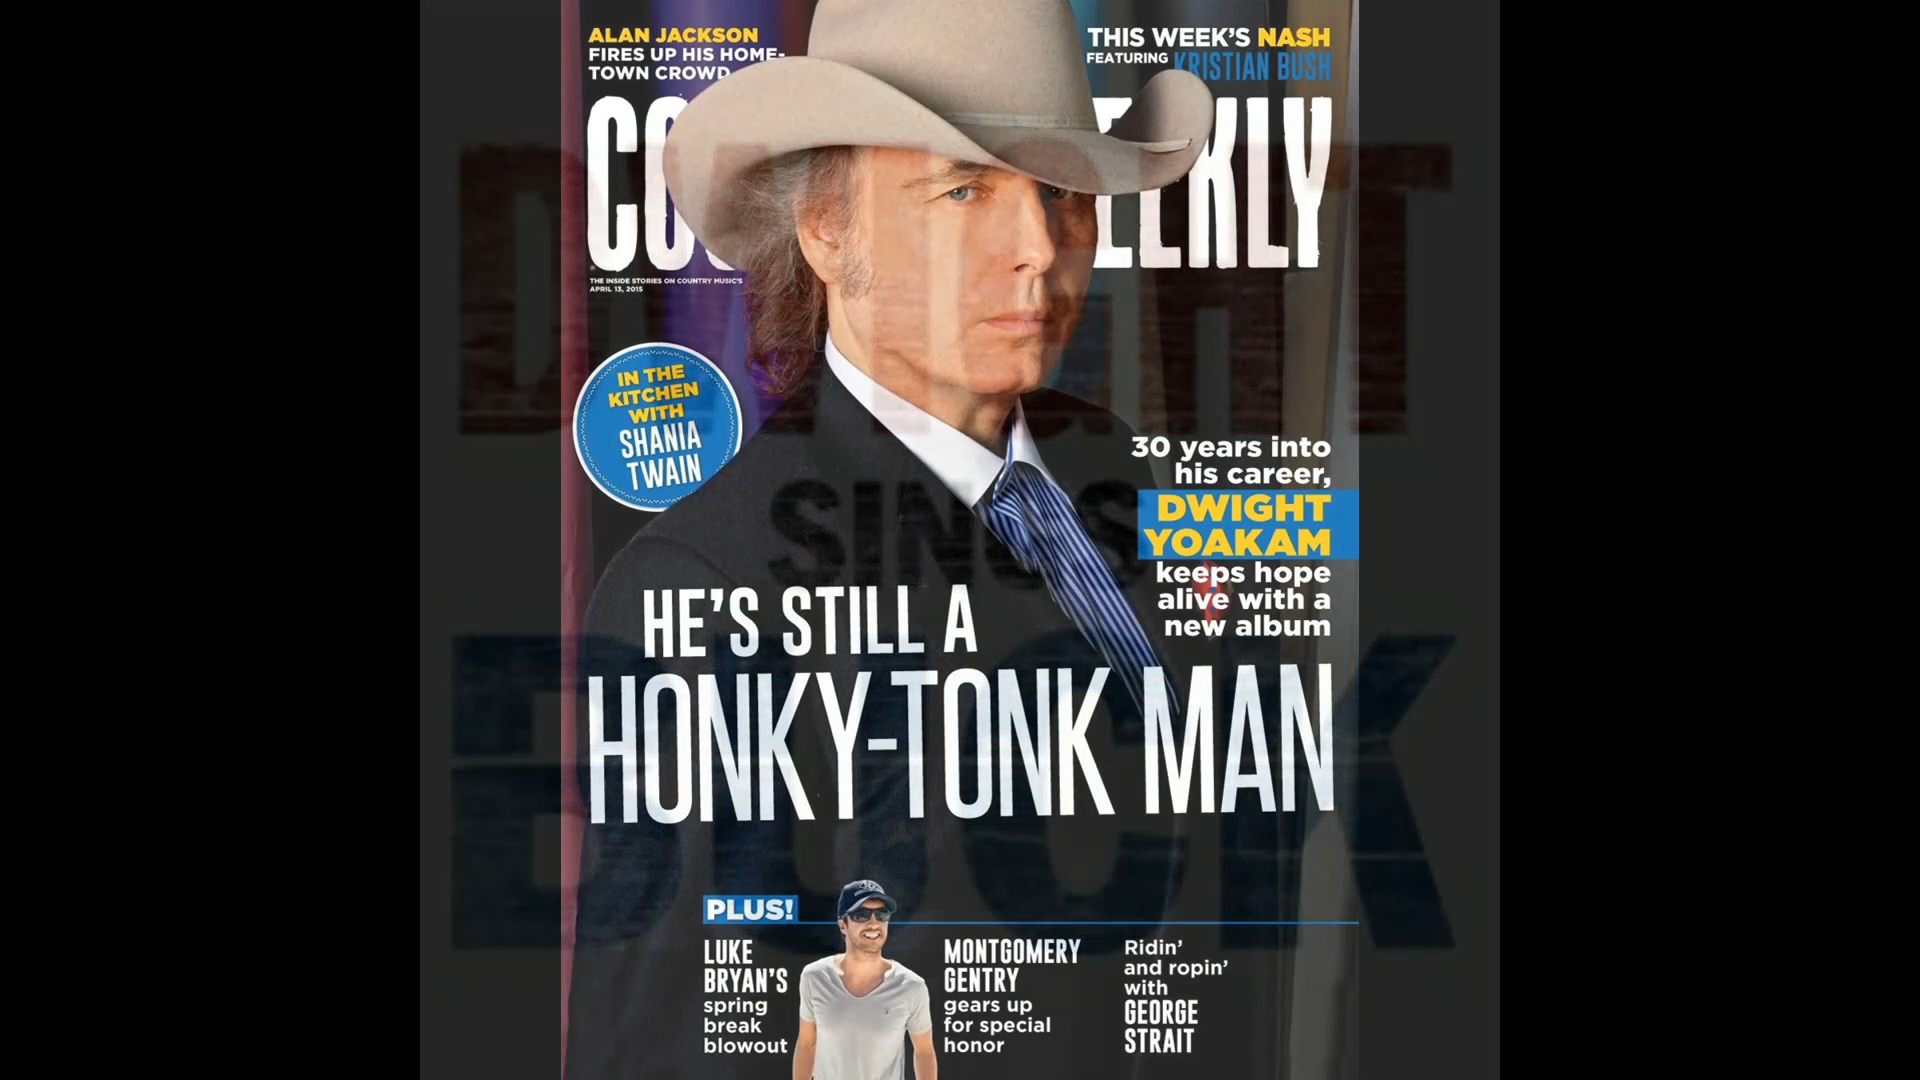 ALAN JACKSON
FIRES UP HIS HOME-
TOWN CROWD
THIS WEEK'S NASH
FEATURING KRISTIAN BUSH
THE INSIDE STORIES ON COUNTRY MUSIC'S
APRIL 13, 2015
IN THE
KITCHEN
WITH
SHANIA
TWAIN
30 years into
his career,
DWIGHT
YOAKAM
keeps hope
alive with a
new album
HE'S STILL A
HONKY-TONK MAN
DWIGHT
SINGS
BUCK
PLUS!
LUKE
BRYAN'S
spring
break
blowout
MONTGOMERY
GENTRY
gears up
for special
honor
Ridin'
and ropin'
with
GEORGE
STRAIT